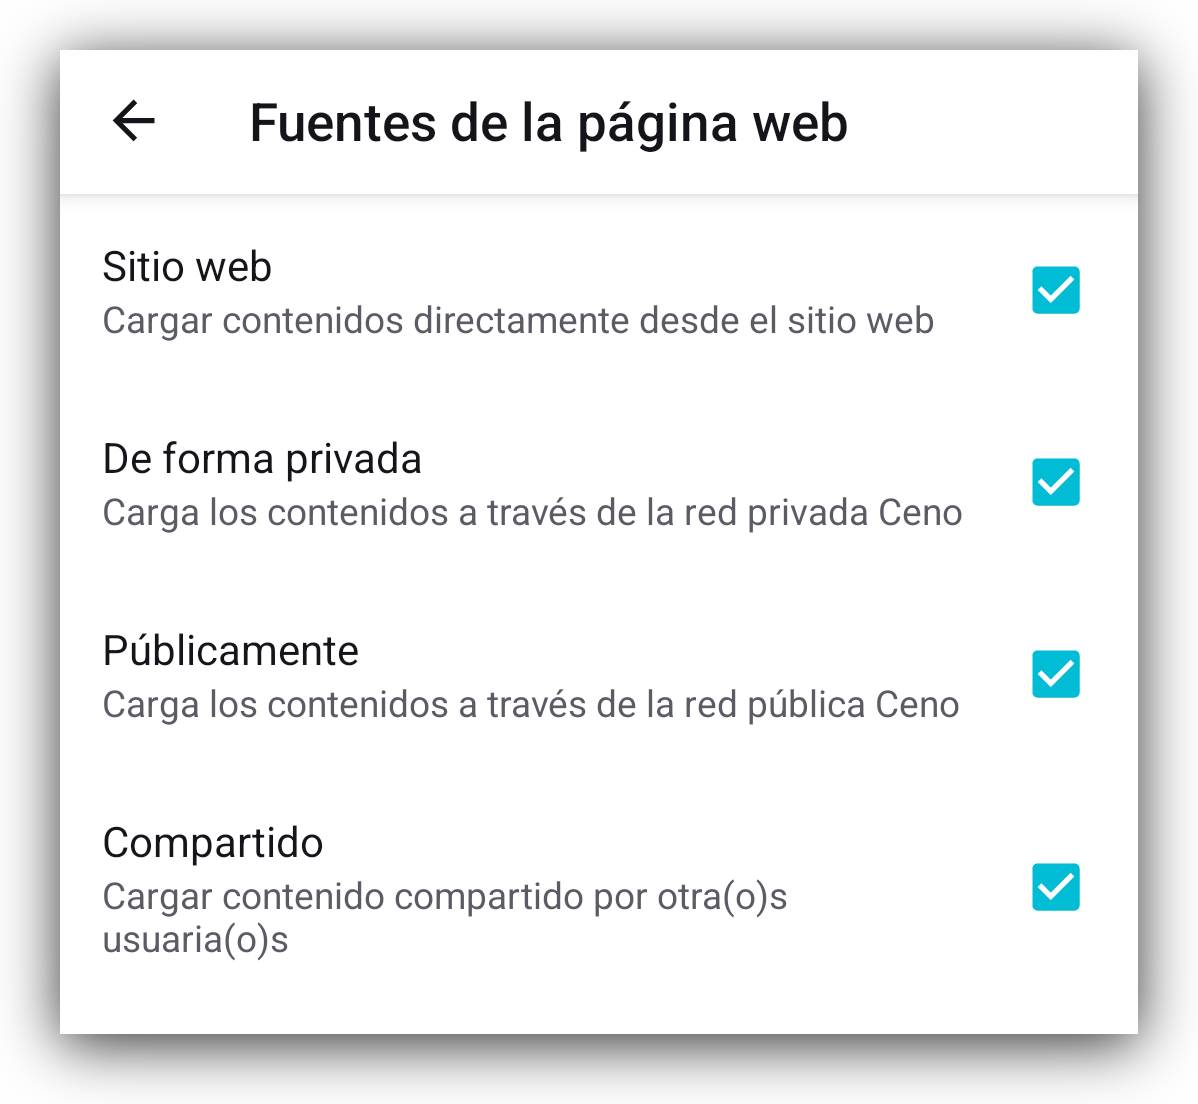 Fuentes de la página web
Sitio web
Cargar contenidos directamente desde el sitio web
De forma privada
Carga los contenidos a través de la red privada Ceno
Públicamente
Carga los contenidos a través de la red pública Ceno
Compartido
Cargar contenido compartido por otra(o)s
usuaria(o)s